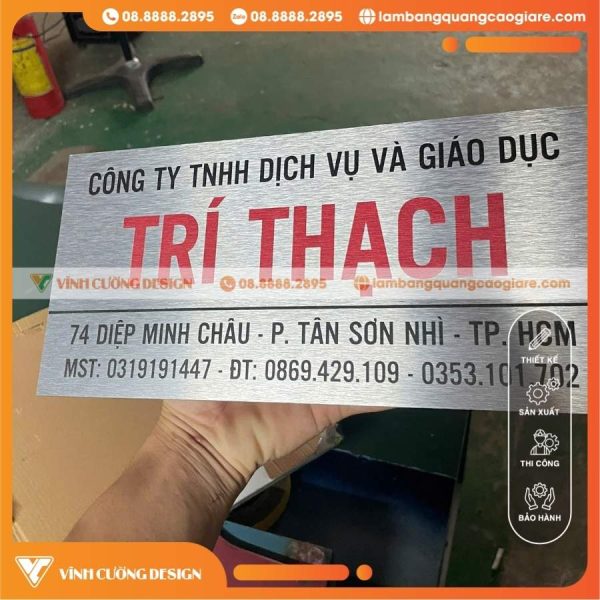 08.8888.2895 Zalo 08.8888.2895 lambangquangcaogiare.com
CÔNG TY TNHH DỊCH VỤ VÀ GIÁO DỤC
TRÍ THẠCH
VĨNH CƯỜNG DESIGN 08.8888.2895 lambangquangcaogiare.com
74 DIỆP MINH CHÂU - P. TÂN SƠN NHÌ - TP. HCM
MST: 0319191447 - ĐT: 0869.429.109 - 0353.101.702
THIẾT KẾ
SẢN XUẤT
THI CÔNG
BẢO HÀNH
VĨNH CƯỜNG DESIGN